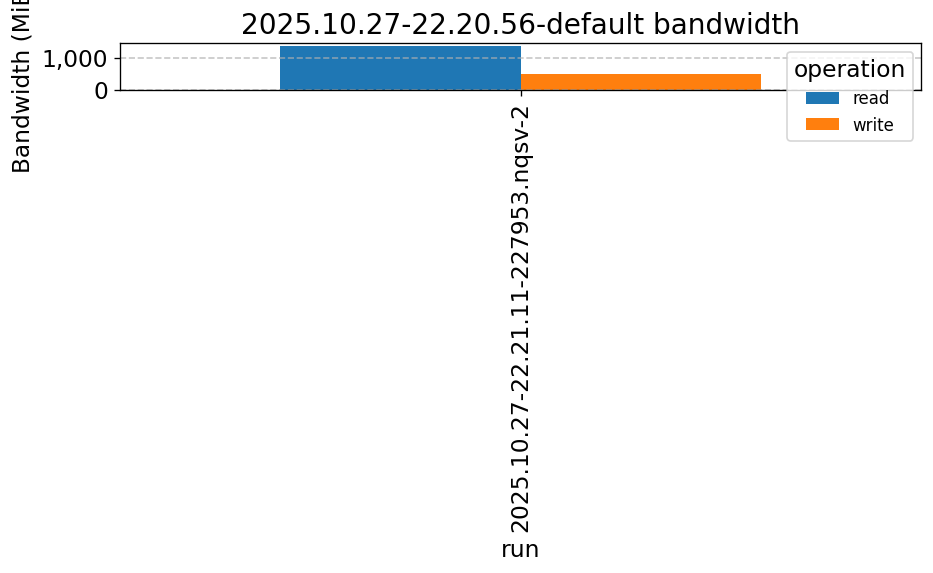 2025.10.27-22.20.56-default bandwidth
Bandwidth (MiB
1,000
0
operation
read
write
2025.10.27-22.21.11-227953.nqsv-2
run